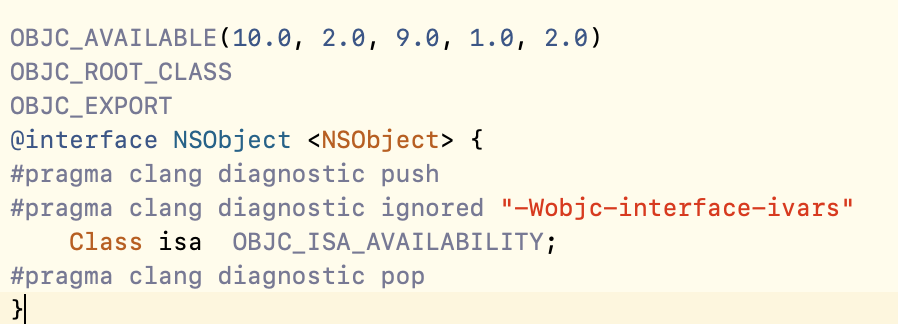 OBJC_AVAILABLE(10.0, 2.0, 9.0, 1.0, 2.0)
OBJC_ROOT_CLASS
OBJC_EXPORT
@interface NSObject <NSObject> {
#pragma clang diagnostic push
#pragma clang diagnostic ignored "-Wobjc-interface-ivars"
    Class isa  OBJC_ISA_AVAILABILITY;
#pragma clang diagnostic pop
}